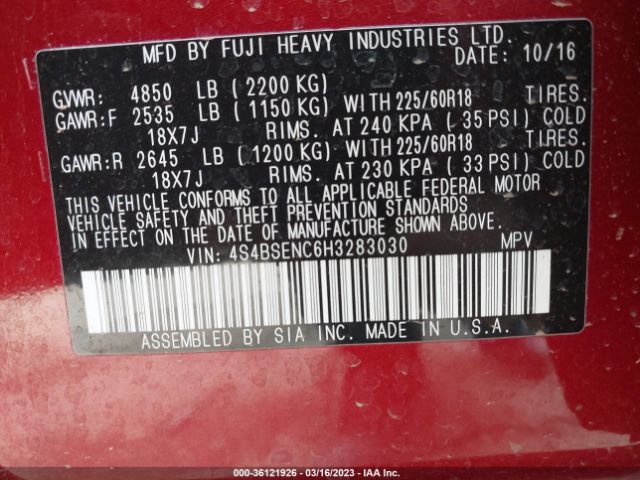 MFD BY FUJI HEAVY INDUSTRIES LTD.
DATE: 10/16
GVWR: 4850 LB (2200 KG)
GAWR:F 2535 LB (1150 KG) WITH 225/60R18 TIRES.
18X7J RIMS. AT 240 KPA (35 PSI) COLD
GAWR:R 2645 LB (1200 KG) WITH 225/60R18 TIRES.
18X7J RIMS. AT 230 KPA (33 PSI) COLD
THIS VEHICLE CONFORMS TO ALL APPLICABLE FEDERAL MOTOR
VEHICLE SAFETY AND THEFT PREVENTION STANDARDS
IN EFFECT ON THE DATE OF MANUFACTURE SHOWN ABOVE.
VIN: 4S4BSENC6H3283030 MPV
ASSEMBLED BY SIA INC. MADE IN U.S.A.
000-36121926 - 03/16/2023 - IAA Inc.